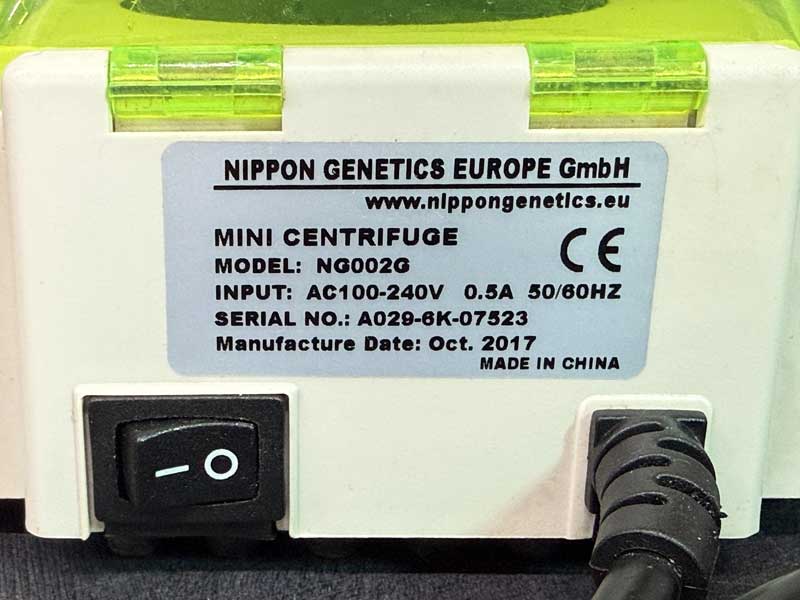 NIPPON GENETICS EUROPE GmbH
www.nippongenetics.eu
MINI CENTRIFUGE
CE
MODEL: NG002G
INPUT: AC100-240V 0.5A 50/60HZ
SERIAL NO.: A029-6K-07523
Manufacture Date: Oct. 2017
MADE IN CHINA
I O